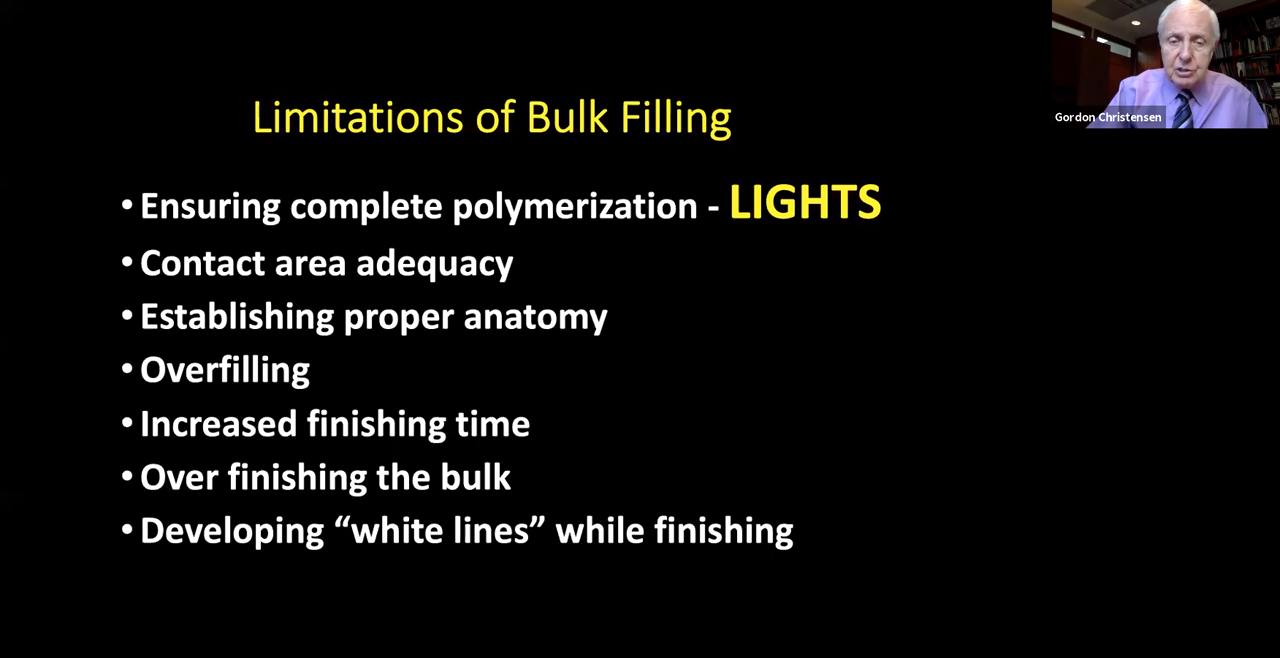 Limitations of Bulk Filling
• Ensuring complete polymerization - LIGHTS
• Contact area adequacy
• Establishing proper anatomy
• Overfilling
• Increased finishing time
• Over finishing the bulk
• Developing “white lines” while finishing
Gordon Christensen